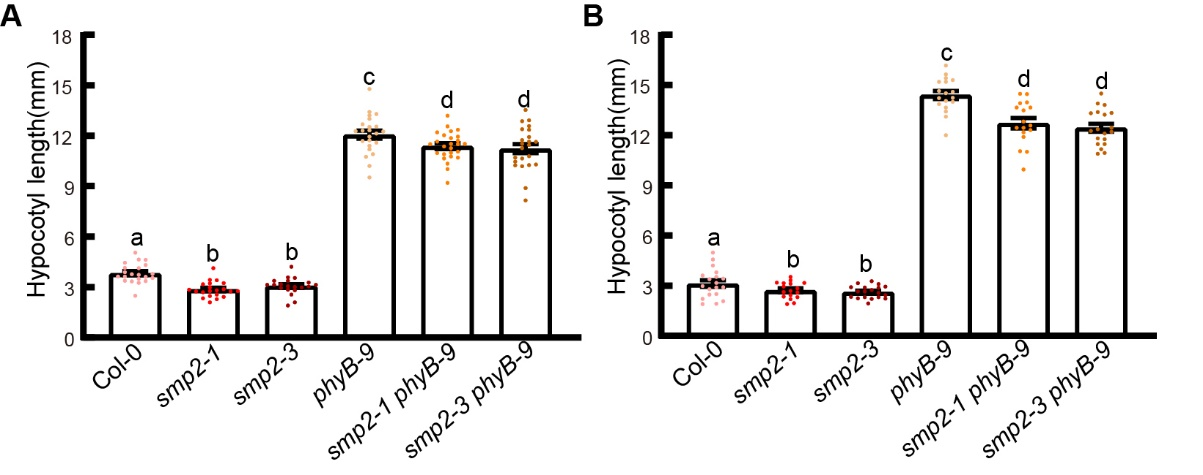 A
Hypocotyl length(mm)
18
15
12
9
6
3
0
a
b
b
c
d
d
Col-0
smp2-1
smp2-3
phyB-9
smp2-1 phyB-9
smp2-3 phyB-9
B
Hypocotyl length(mm)
18
15
12
9
6
3
0
a
b
b
c
d
d
Col-0
smp2-1
smp2-3
phyB-9
smp2-1 phyB-9
smp2-3 phyB-9